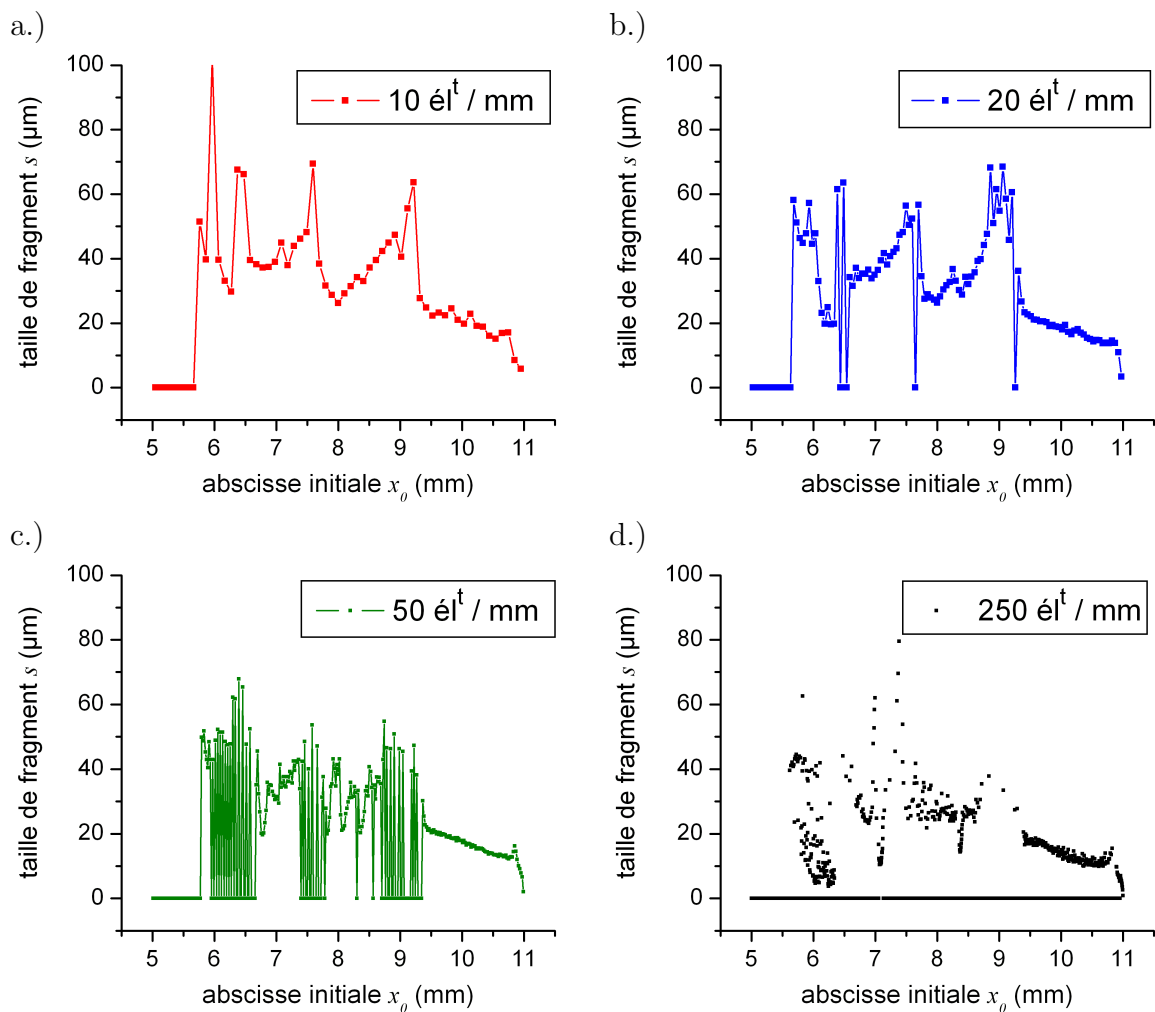 a.)
100
80
60
40
20
0
taille de fragment s (µm)
10 élᵗ / mm
5 6 7 8 9 10 11
abscisse initiale x₀ (mm)
b.)
100
80
60
40
20
0
taille de fragment s (µm)
20 élᵗ / mm
5 6 7 8 9 10 11
abscisse initiale x₀ (mm)
c.)
100
80
60
40
20
0
taille de fragment s (µm)
50 élᵗ / mm
5 6 7 8 9 10 11
abscisse initiale x₀ (mm)
d.)
100
80
60
40
20
0
taille de fragment s (µm)
250 élᵗ / mm
5 6 7 8 9 10 11
abscisse initiale x₀ (mm)